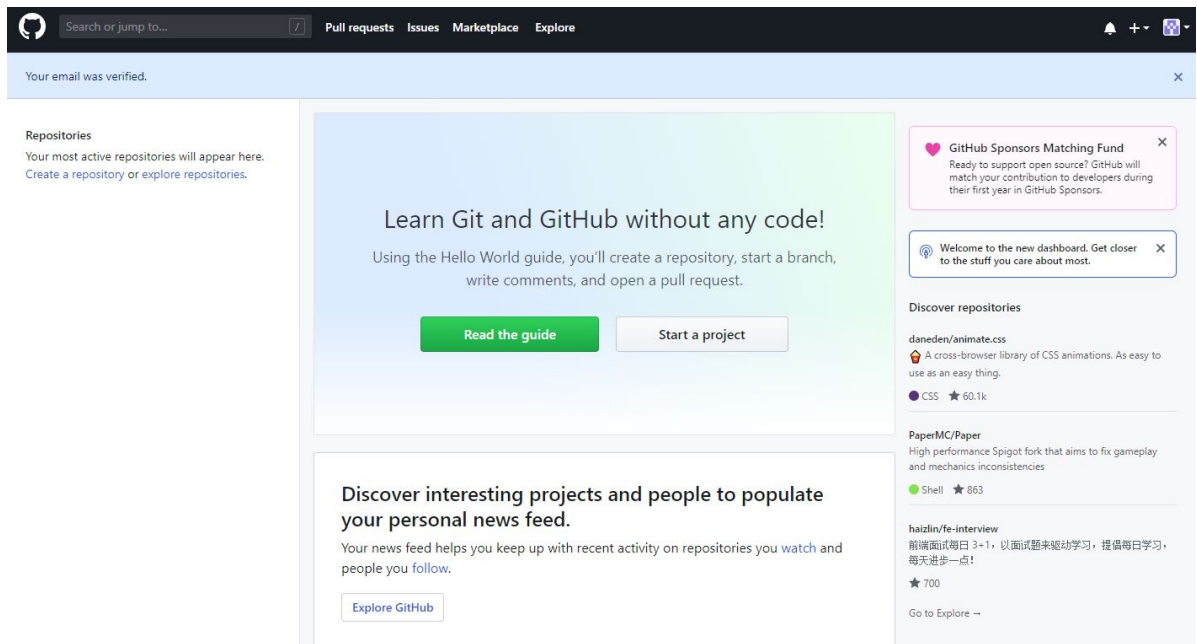 Search or jump to...
/
Pull requests
Issues
Marketplace
Explore
Your email was verified.
Repositories
Your most active repositories will appear here.
Create a repository or explore repositories.
Learn Git and GitHub without any code!
Using the Hello World guide, you'll create a repository, start a branch,
write comments, and open a pull request.
Read the guide
Start a project
Discover interesting projects and people to populate
your personal news feed.
Your news feed helps you keep up with recent activity on repositories you watch and
people you follow.
Explore GitHub
GitHub Sponsors Matching Fund
Ready to support open source? GitHub will
match your contribution to developers during
their first year in GitHub Sponsors.
Welcome to the new dashboard. Get closer
to the stuff you care about most.
Discover repositories
daneden/animate.css
A cross-browser library of CSS animations. As easy to
use as an easy thing.
CSS 60.1k
PaperMC/Paper
High performance Spigot fork that aims to fix gameplay
and mechanics inconsistencies
Shell 863
haizlin/fe-interview
前端面试每日 3+1，以面试题来驱动学习，提倡每日学习，
每天进步一点！
700
Go to Explore →